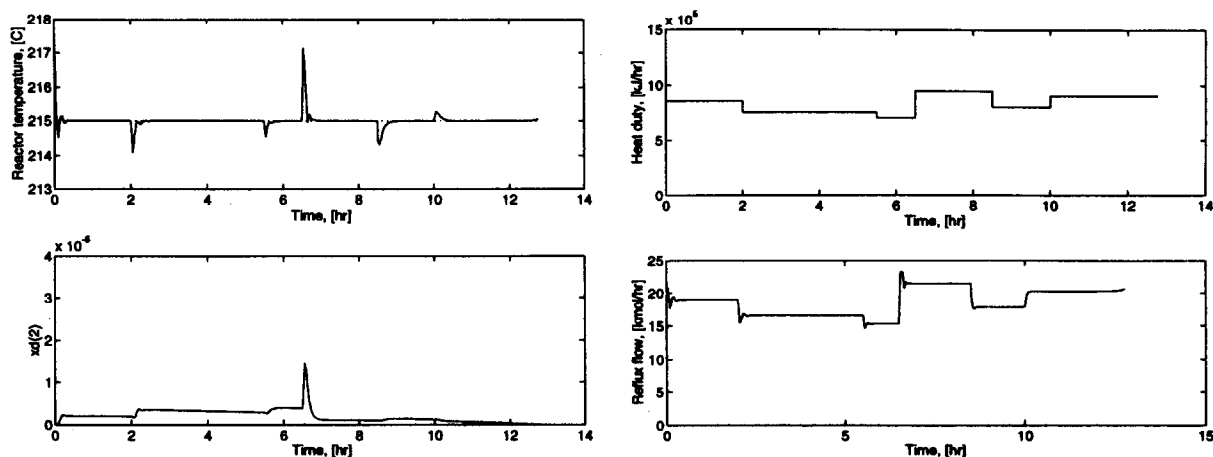 Reactor temperature, [C]
218
217
216
215
214
213
0 2 4 6 8 10 12 14
Time, [hr]
Heat duty, [kJ/hr]
x 10^5
15
10
5
0
0 2 4 6 8 10 12 14
Time, [hr]
xd(2)
x 10^-6
4
3
2
1
0
0 2 4 6 8 10 12 14
Time, [hr]
Reflux flow, [kmol/hr]
25
20
15
10
5
0
5 10 15
Time, [hr]